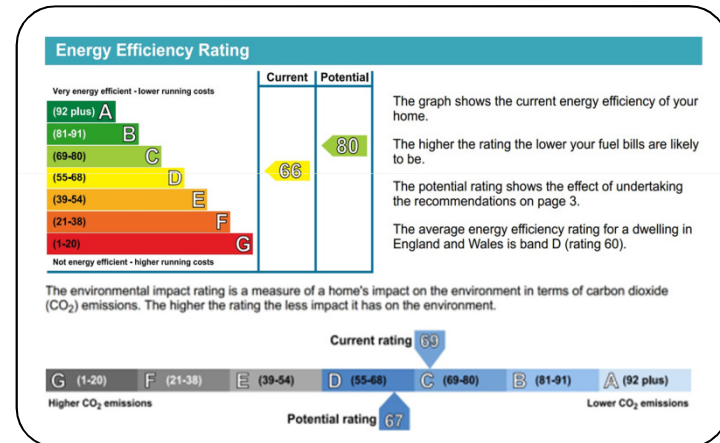 Energy Efficiency Rating
Current Potential
Very energy efficient - lower running costs
(92 plus) A
(81-91) B
(69-80) C
(55-68) D
(39-54) E
(21-38) F
(1-20) G
Not energy efficient - higher running costs
66
80
The graph shows the current energy efficiency of your
home.
The higher the rating the lower your fuel bills are likely
to be.
The potential rating shows the effect of undertaking
the recommendations on page 3.
The average energy efficiency rating for a dwelling in
England and Wales is band D (rating 60).
The environmental impact rating is a measure of a home's impact on the environment in terms of carbon dioxide
(CO₂) emissions. The higher the rating the less impact it has on the environment.
Current rating 69
G (1-20) F (21-38) E (39-54) D (55-68) C (69-80) B (81-91) A (92 plus)
Higher CO₂ emissions Lower CO₂ emissions
Potential rating 67